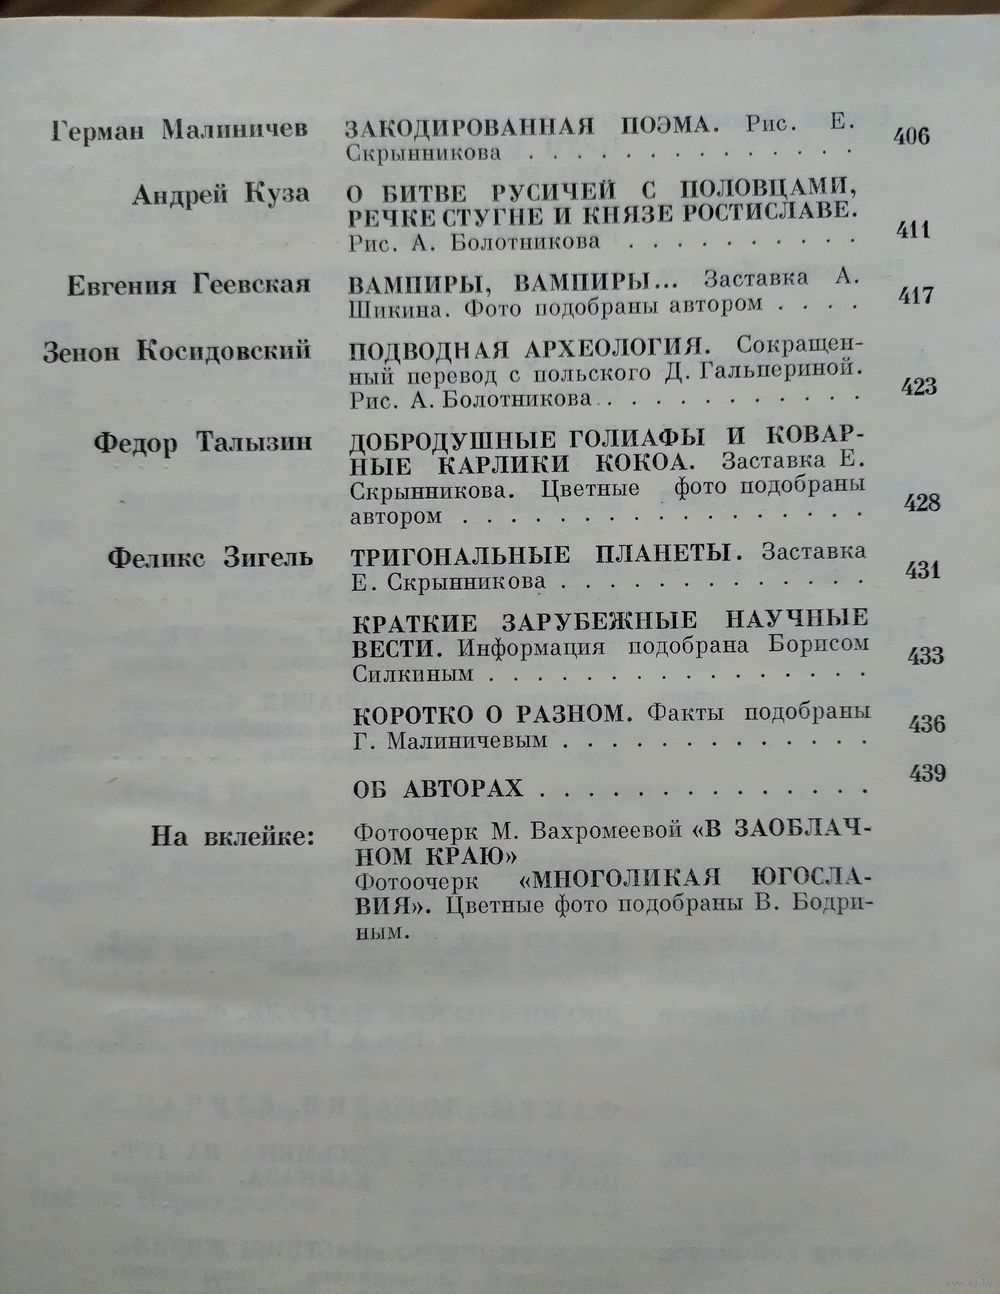 Герман Малиничев ЗАКОДИРОВАННАЯ ПОЭМА. Рис. Е.
Скрынникова . . . . . . . . . . . . . . 406
Андрей Куза О БИТВЕ РУСИЧЕЙ С ПОЛОВЦАМИ,
РЕЧКЕ СТУГНЕ И КНЯЗЕ РОСТИСЛАВЕ.
Рис. А. Болотникова . . . . . . . . . . 411
Евгения Геевская ВАМПИРЫ, ВАМПИРЫ... Заставка А.
Шикина. Фото подобраны автором . . . . 417
Зенон Косидовский ПОДВОДНАЯ АРХЕОЛОГИЯ. Сокращен-
ный перевод с польского Д. Гальпериной.
Рис. А. Болотникова . . . . . . . . . . . 423
Федор Талызин ДОБРОДУШНЫЕ ГОЛИАФЫ И КОВАР-
НЫЕ КАРЛИКИ КОКОА. Заставка Е.
Скрынникова. Цветные фото подобраны
автором . . . . . . . . . . . . . . . . . 428
Феликс Зигель ТРИГОНАЛЬНЫЕ ПЛАНЕТЫ. Заставка
Е. Скрынникова . . . . . . . . . . . . . 431
КРАТКИЕ ЗАРУБЕЖНЫЕ НАУЧНЫЕ
ВЕСТИ. Информация подобрана Борисом
Силкиным . . . . . . . . . . . . . . . . 433
КОРОТКО О РАЗНОМ. Факты подобраны
Г. Малиничевым . . . . . . . . . . . . . 436
ОБ АВТОРАХ . . . . . . . . . . . . . . 439
На вклейке: Фотоочерк М. Вахромеевой «В ЗАОБЛАЧ-
НОМ КРАЮ»
Фотоочерк «МНОГОЛИКАЯ ЮГОСЛА-
ВИЯ». Цветные фото подобраны В. Бодри-
ным.
www.ay.by